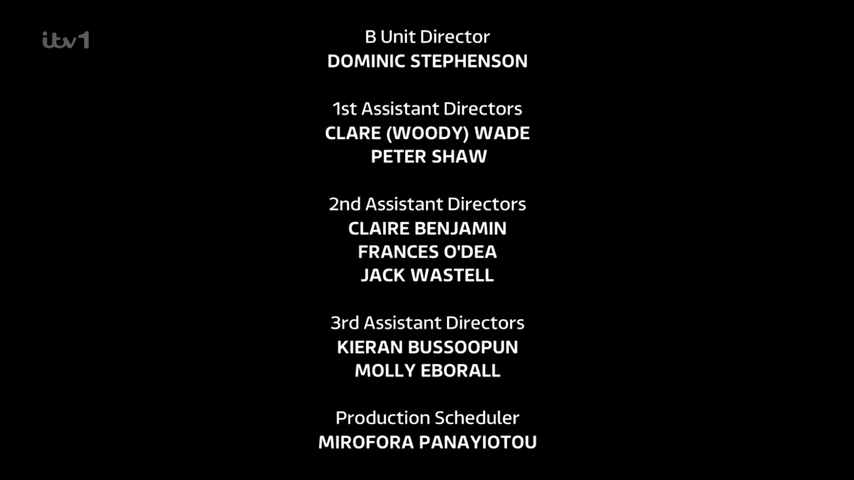 itv1
B Unit Director
DOMINIC STEPHENSON
1st Assistant Directors
CLARE (WOODY) WADE
PETER SHAW
2nd Assistant Directors
CLAIRE BENJAMIN
FRANCES O'DEA
JACK WASTELL
3rd Assistant Directors
KIERAN BUSSOOPUN
MOLLY EBORALL
Production Scheduler
MIROFORA PANAYIOTOU